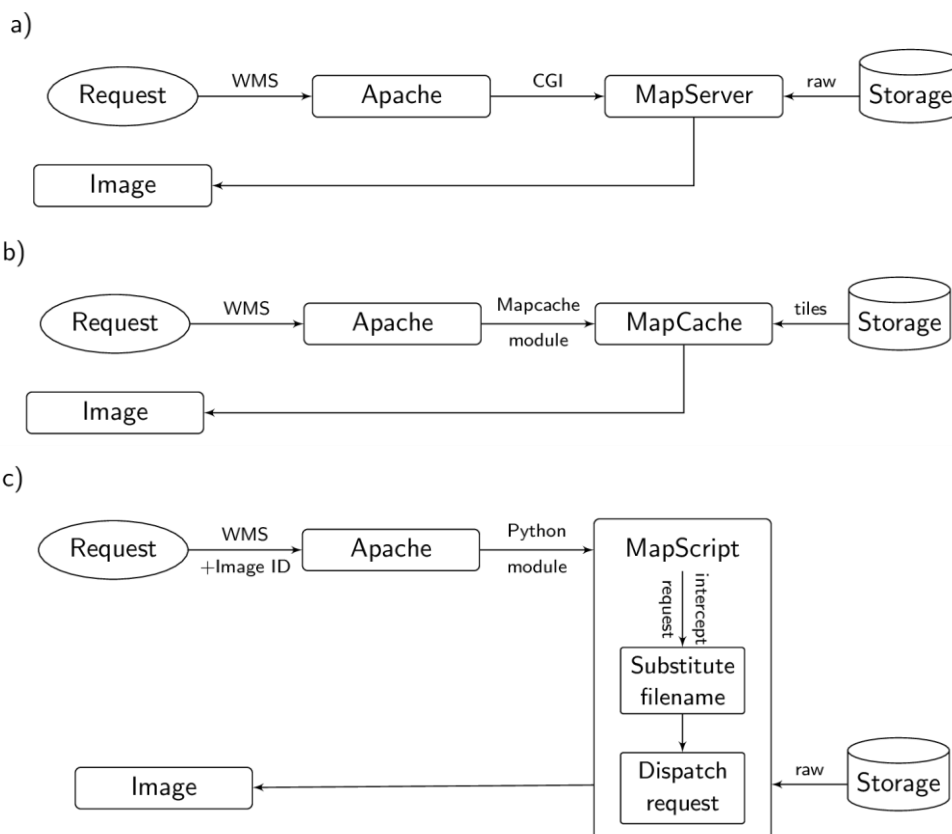 a)
Request
WMS
Apache
CGI
MapServer
raw
Storage
Image
b)
Request
WMS
Apache
Mapcache
module
MapCache
tiles
Storage
Image
c)
Request
WMS
+Image ID
Apache
Python
module
MapScript
intercept
request
Substitute
filename
Dispatch
request
raw
Storage
Image